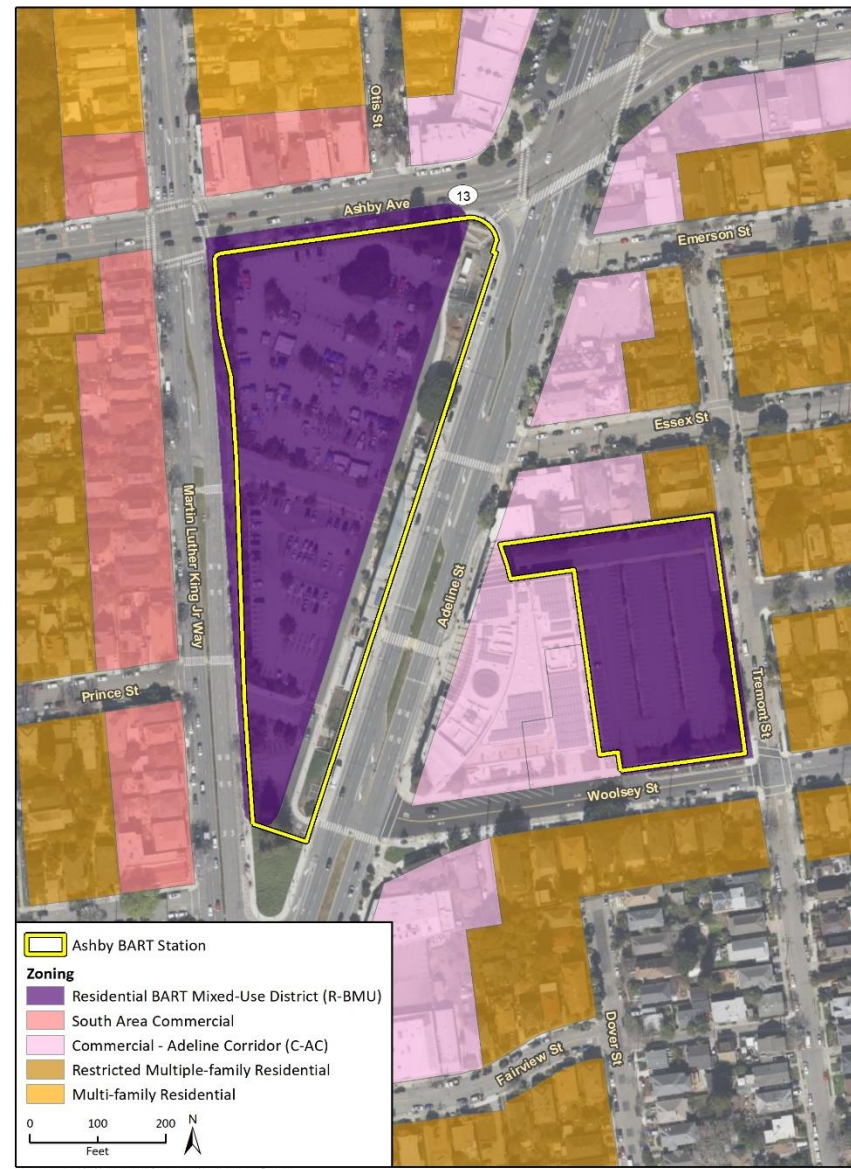 Otis St
13
Ashby Ave
Emerson St
Essex St
Martin Luther King Jr Way
Adeline St
Prince St
Tremont St
Woolsey St
Dover St
Fairview St
Ashby BART Station
Zoning
Residential BART Mixed-Use District (R-BMU)
South Area Commercial
Commercial - Adeline Corridor (C-AC)
Restricted Multiple-family Residential
Multi-family Residential
0 100 200
Feet
N